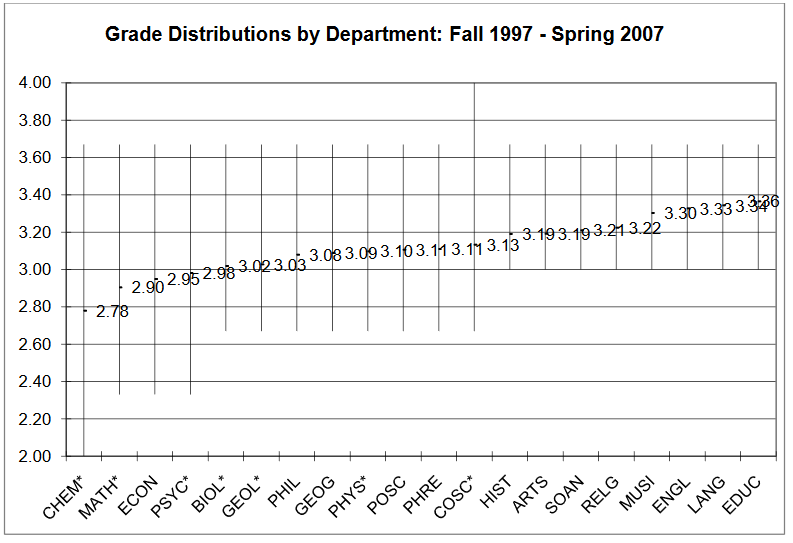 Grade Distributions by Department: Fall 1997 - Spring 2007
4.00
3.80
3.60
3.40
3.20
3.00
2.80
2.60
2.40
2.20
2.00
2.78
2.90
2.95
2.98
3.02
3.03
3.08
3.09
3.10
3.11
3.11
3.13
3.19
3.19
3.21
3.22
3.30
3.33
3.34
3.36
CHEM*
MATH*
ECON
PSYC*
BIOL*
GEOL*
PHIL
GEOG
PHYS*
POSC
PHRE
COSC*
HIST
ARTS
SOAN
RELG
MUSI
ENGL
LANG
EDUC